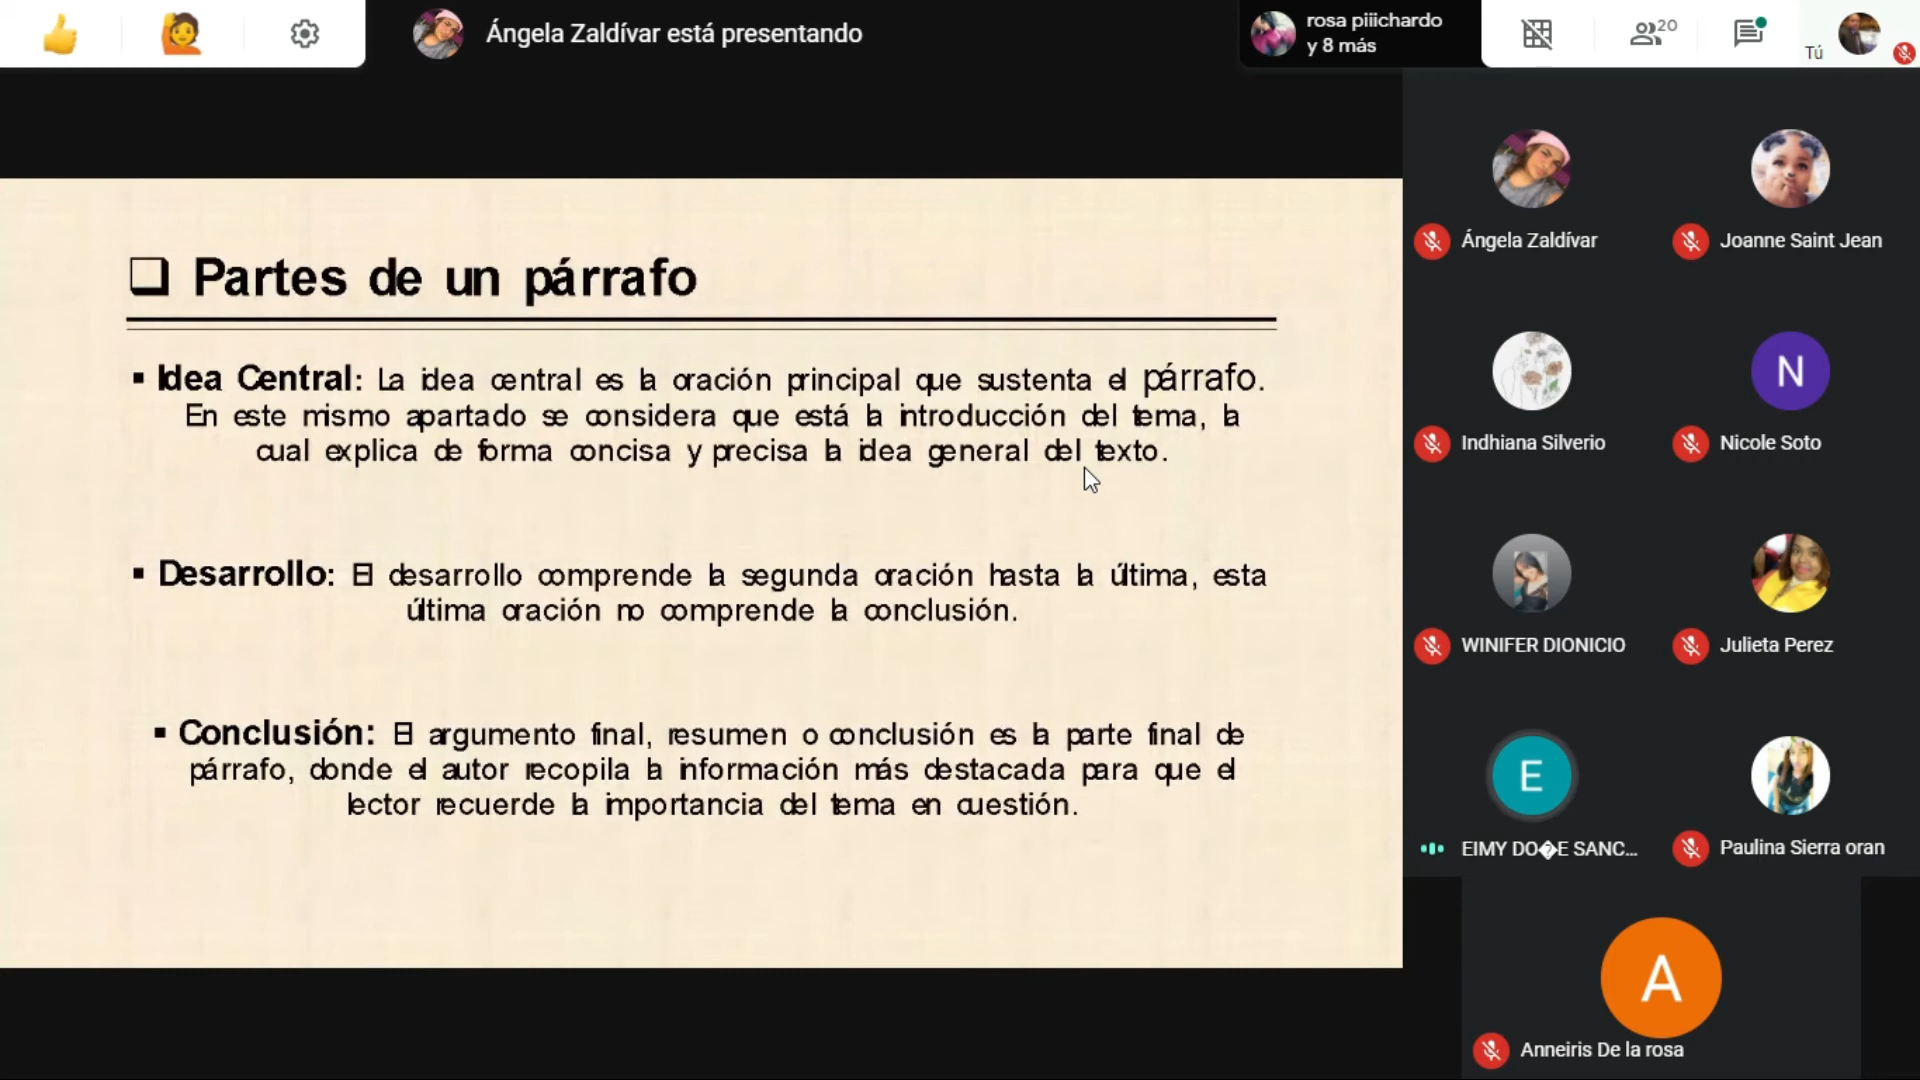 Ángela Zaldívar está presentando
rosa piiichardo
y 8 más
20
Tú
Partes de un párrafo
Idea Central: La idea central es la oración principal que sustenta el párrafo.
En este mismo apartado se considera que está la introducción del tema, la
cual explica de forma concisa y precisa la idea general del texto.
Desarrollo: El desarrollo comprende la segunda oración hasta la última, esta
última oración no comprende la conclusión.
Conclusión: El argumento final, resumen o conclusión es la parte final de
párrafo, donde el autor recopila la información más destacada para que el
lector recuerde la importancia del tema en cuestión.
Ángela Zaldívar
Joanne Saint Jean
Indhiana Silverio
N
Nicole Soto
WINIFER DIONICIO
Julieta Perez
E
EIMY DO�E SANC...
Paulina Sierra oran
A
Anneiris De la rosa